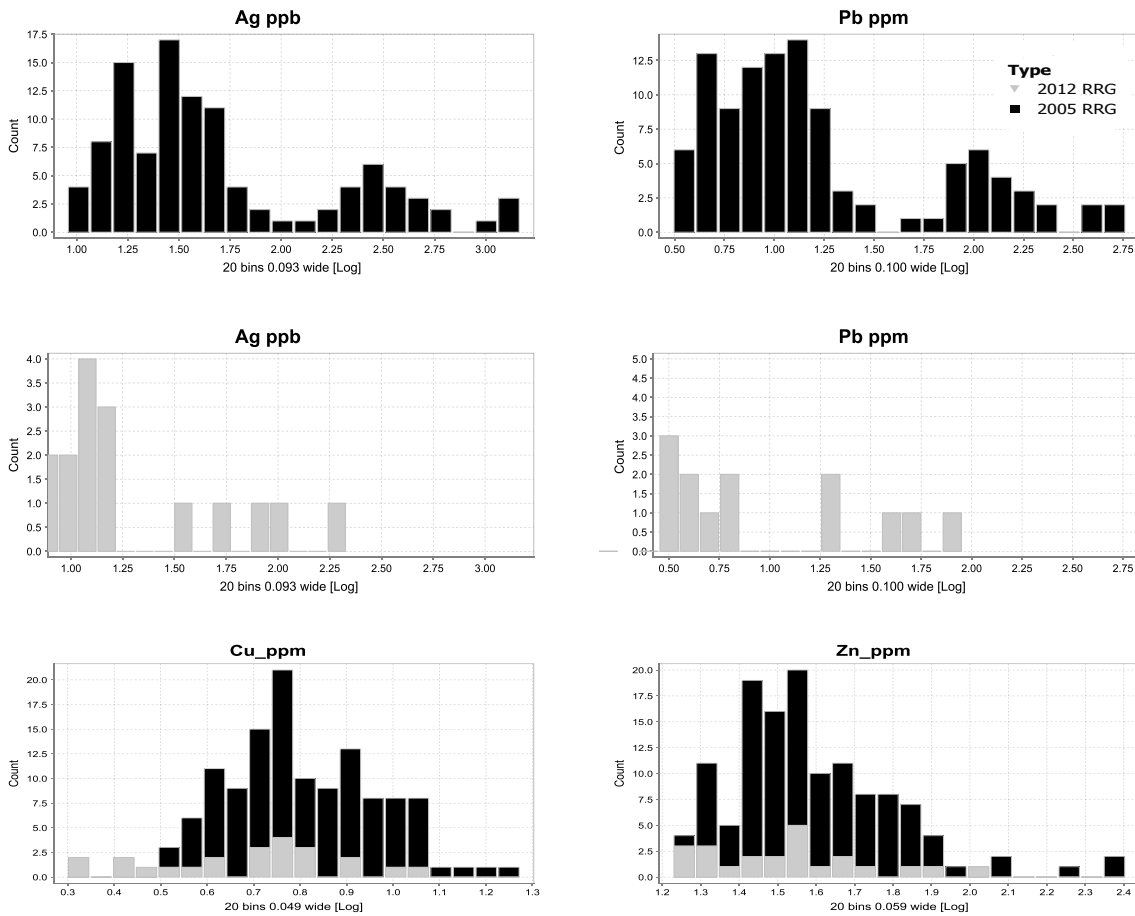 Ag ppb
17.5
15.0
12.5
10.0
7.5
5.0
2.5
0.0
Count
1.00 1.25 1.50 1.75 2.00 2.25 2.50 2.75 3.00
20 bins 0.093 wide [Log]
Pb ppm
12.5
10.0
7.5
5.0
2.5
0.0
Count
Type
2012 RRG
2005 RRG
0.50 0.75 1.00 1.25 1.50 1.75 2.00 2.25 2.50 2.75
20 bins 0.100 wide [Log]
Ag ppb
4.0
3.5
3.0
2.5
2.0
1.5
1.0
0.5
0.0
Count
1.00 1.25 1.50 1.75 2.00 2.25 2.50 2.75 3.00
20 bins 0.093 wide [Log]
Pb ppm
5.0
4.5
4.0
3.5
3.0
2.5
2.0
1.5
1.0
0.5
0.0
Count
0.50 0.75 1.00 1.25 1.50 1.75 2.00 2.25 2.50 2.75
20 bins 0.100 wide [Log]
Cu_ppm
20.0
17.5
15.0
12.5
10.0
7.5
5.0
2.5
0.0
Count
0.3 0.4 0.5 0.6 0.7 0.8 0.9 1.0 1.1 1.2 1.3
20 bins 0.049 wide [Log]
Zn_ppm
20.0
17.5
15.0
12.5
10.0
7.5
5.0
2.5
0.0
Count
1.2 1.3 1.4 1.5 1.6 1.7 1.8 1.9 2.0 2.1 2.2 2.3 2.4
20 bins 0.059 wide [Log]